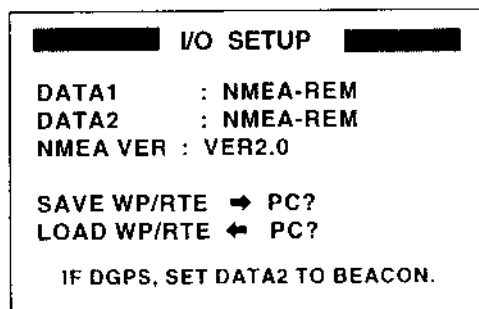 I/O SETUP
DATA1 : NMEA-REM
DATA2 : NMEA-REM
NMEA VER : VER2.0
SAVE WP/RTE ➡ PC?
LOAD WP/RTE ⬅ PC?
IF DGPS, SET DATA2 TO BEACON.